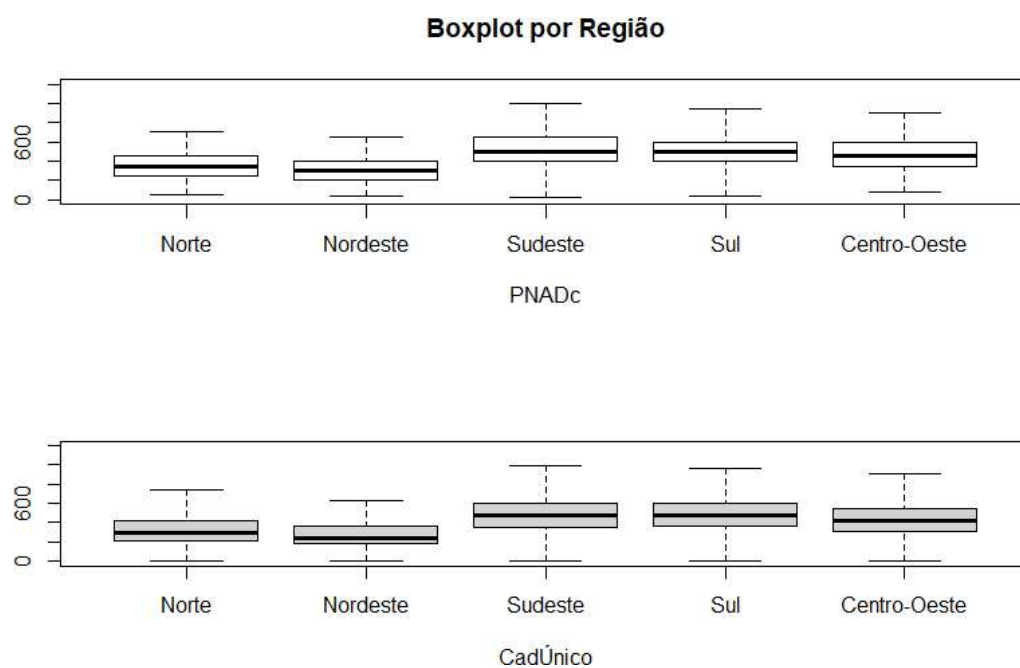 Boxplot por Região
600
0
Norte Nordeste Sudeste Sul Centro-Oeste
PNADc
600
0
Norte Nordeste Sudeste Sul Centro-Oeste
CadÚnico